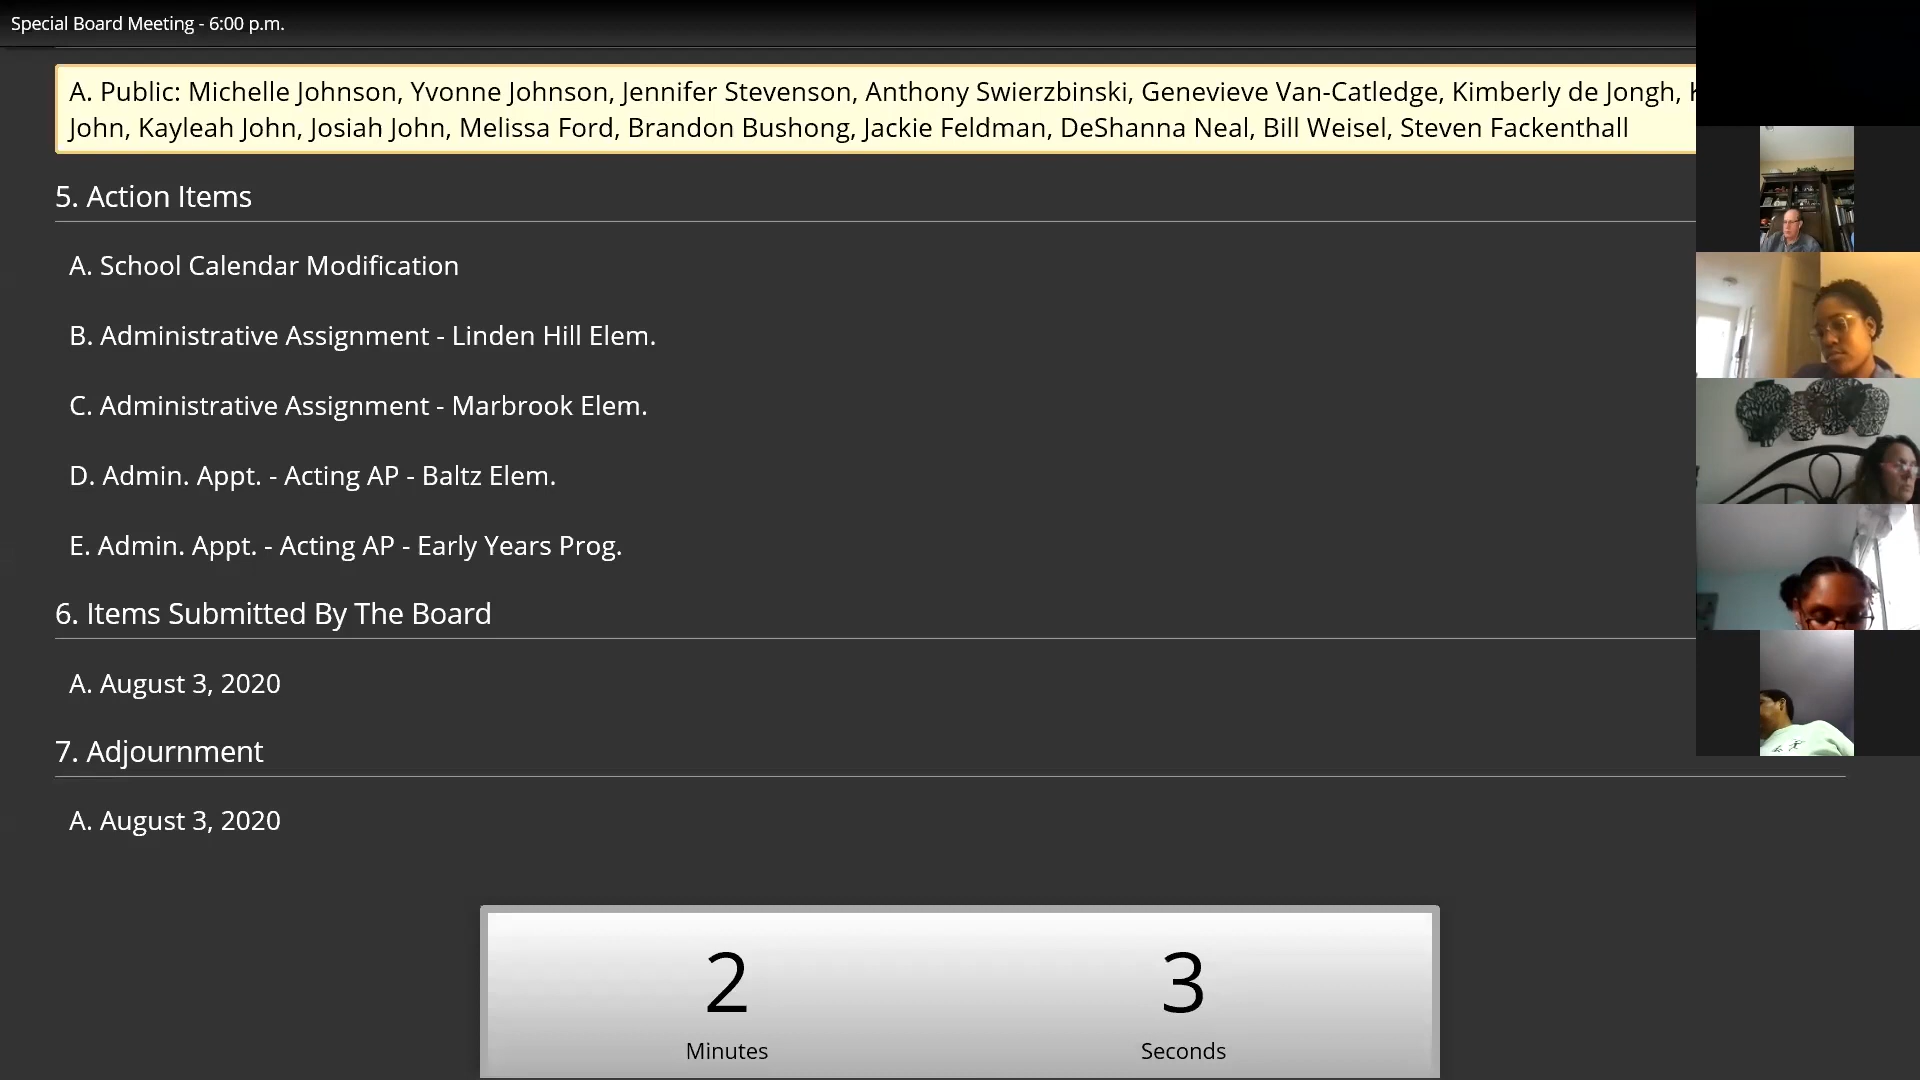 Special Board Meeting - 6:00 p.m.
A. Public: Michelle Johnson, Yvonne Johnson, Jennifer Stevenson, Anthony Swierzbinski, Genevieve Van-Catledge, Kimberly de Jongh,
John, Kayleah John, Josiah John, Melissa Ford, Brandon Bushong, Jackie Feldman, DeShanna Neal, Bill Weisel, Steven Fackenthall
5. Action Items
A. School Calendar Modification
B. Administrative Assignment - Linden Hill Elem.
C. Administrative Assignment - Marbrook Elem.
D. Admin. Appt. - Acting AP - Baltz Elem.
E. Admin. Appt. - Acting AP - Early Years Prog.
6. Items Submitted By The Board
A. August 3, 2020
7. Adjournment
A. August 3, 2020
2 3
Minutes Seconds